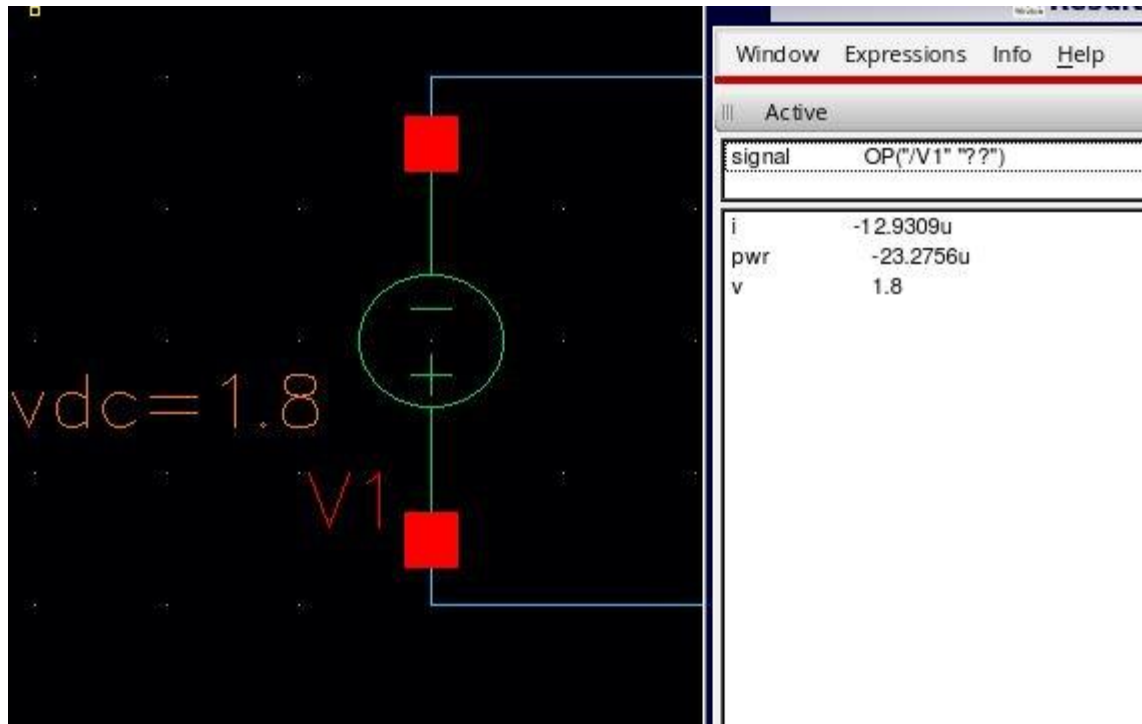 vdc=1.8
V1
Window Expressions Info Help
Active
signal OP("/V1" "??")
i -12.9309u
pwr -23.2756u
v 1.8